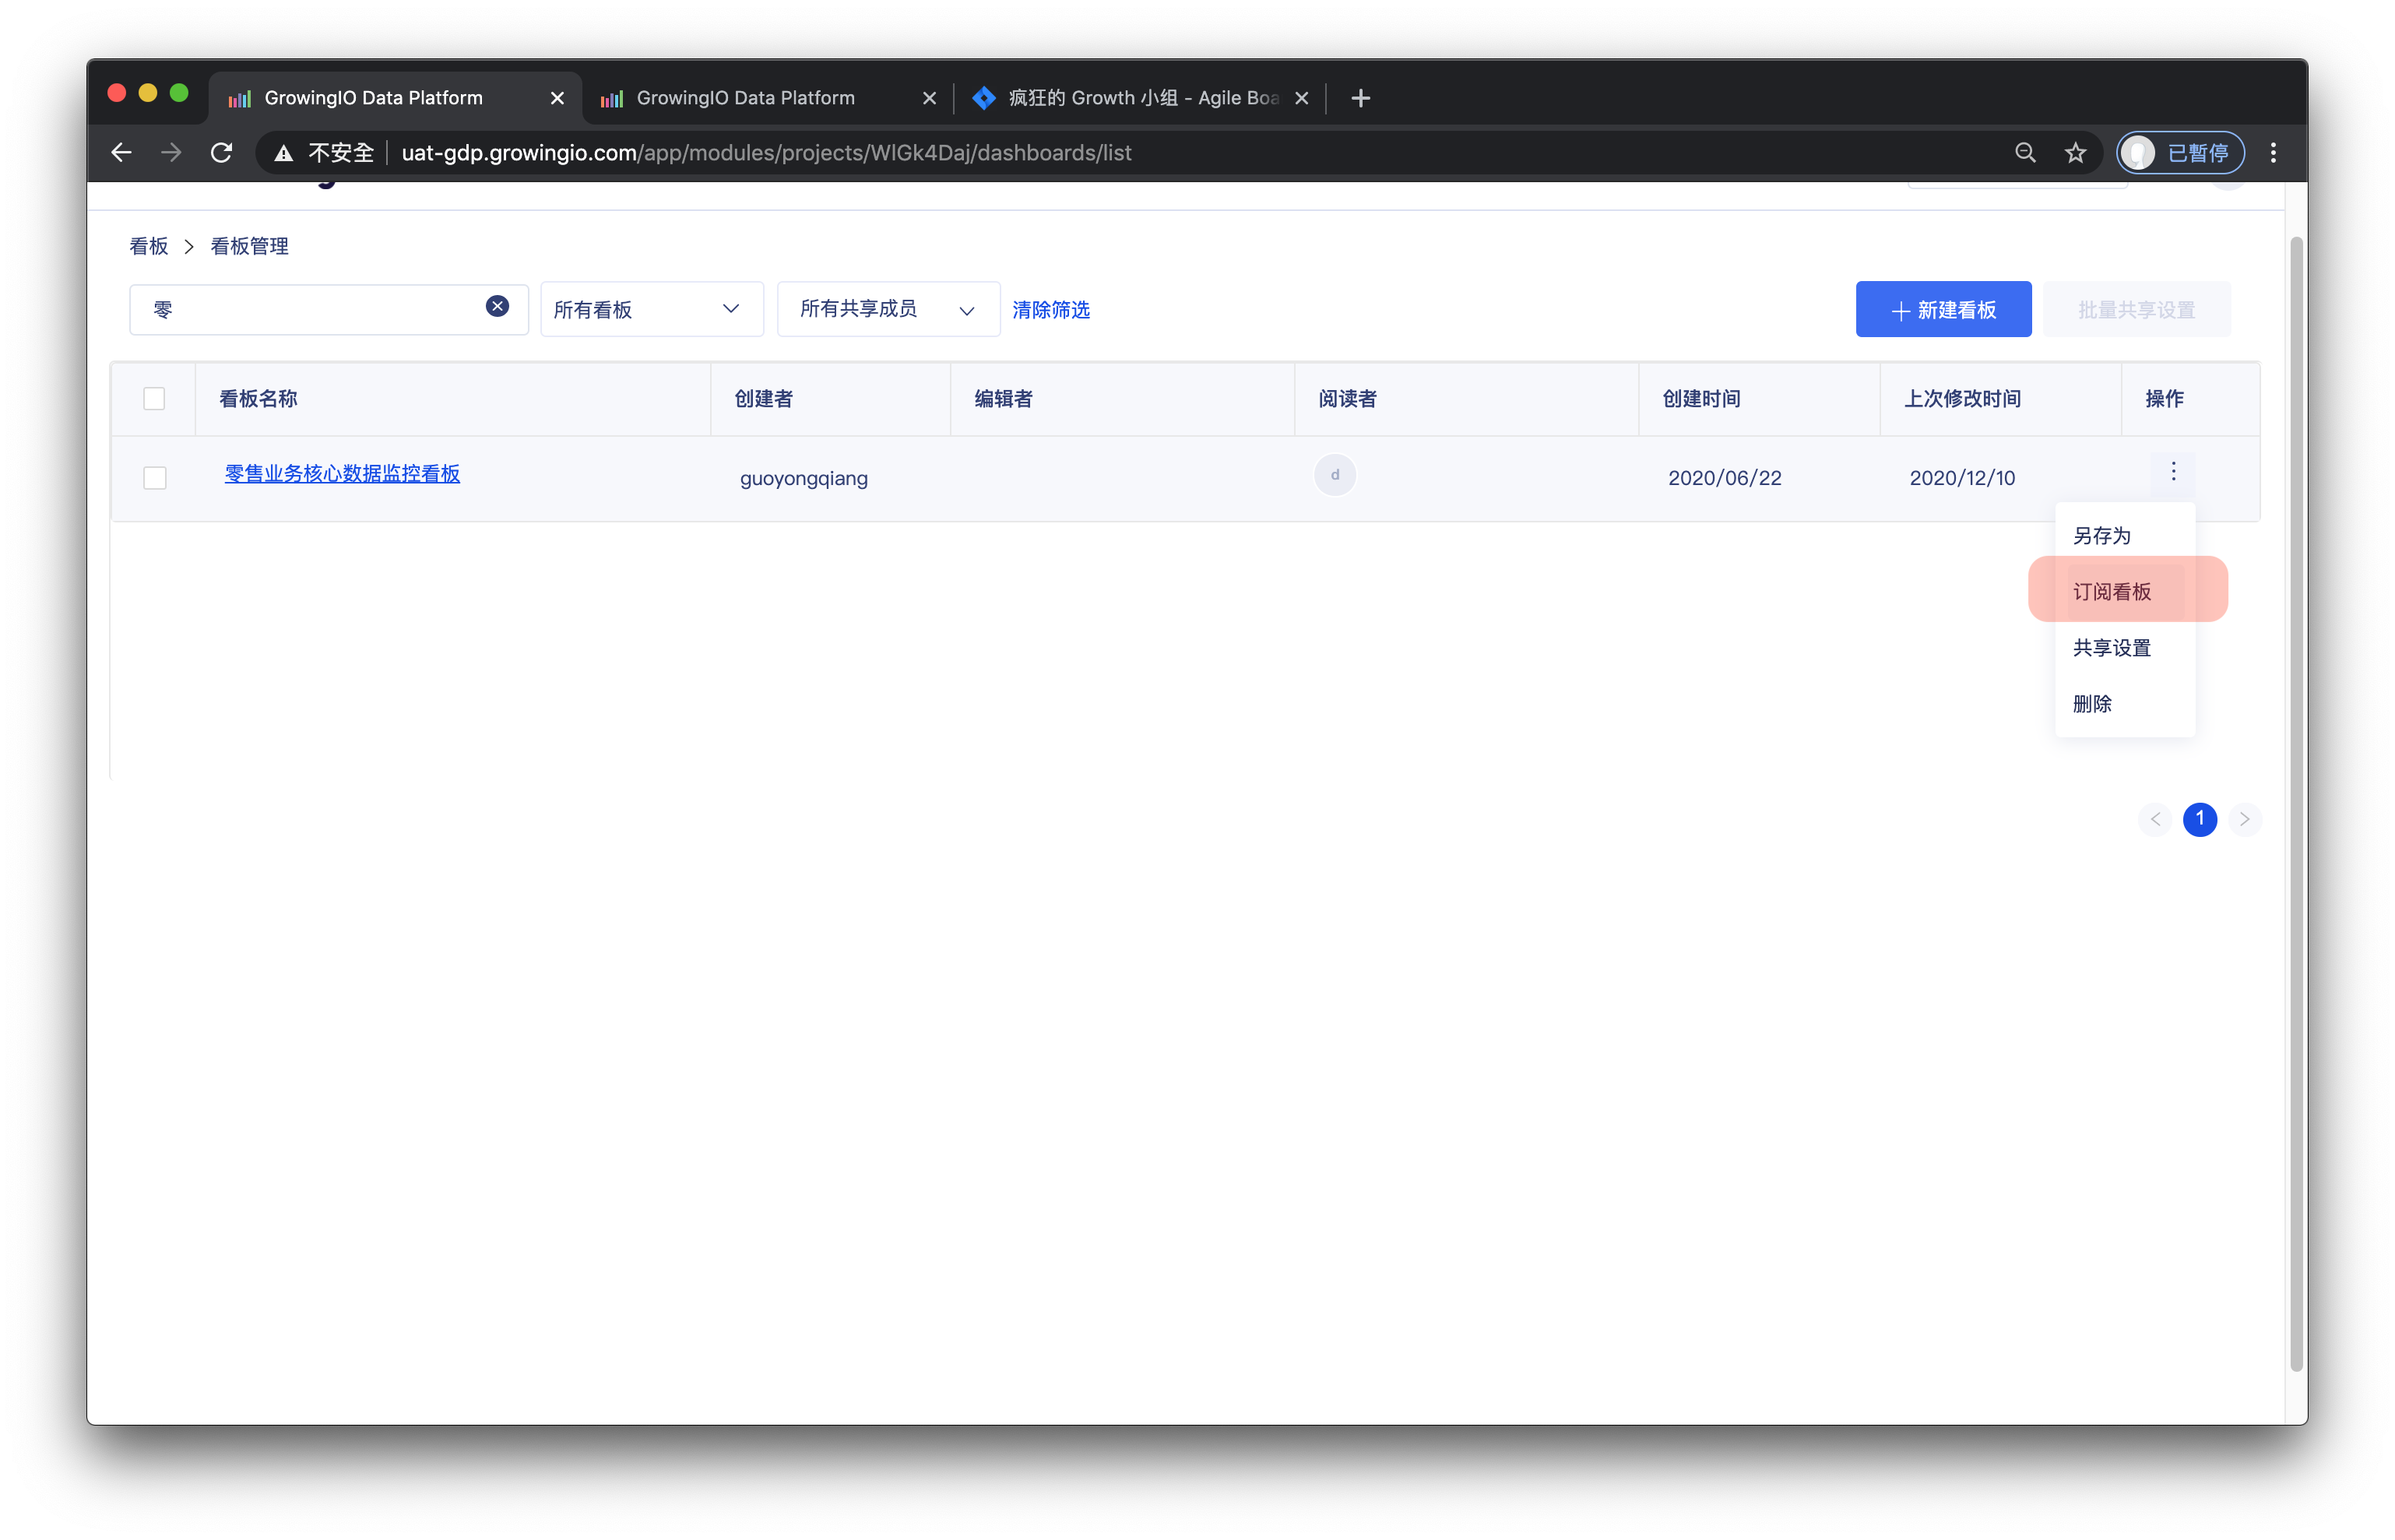 GrowingIO Data Platform
GrowingIO Data Platform
疯狂的 Growth 小组 - Agile Boa
不安全
uat-gdp.growingio.com/app/modules/projects/WlGk4Daj/dashboards/list
已暂停
看板 > 看板管理
零
所有看板
所有共享成员
清除筛选
新建看板
批量共享设置
看板名称 创建者 编辑者 阅读者 创建时间 上次修改时间 操作
零售业务核心数据监控看板 guoyongqiang d 2020/06/22 2020/12/10
另存为
订阅看板
共享设置
删除
1